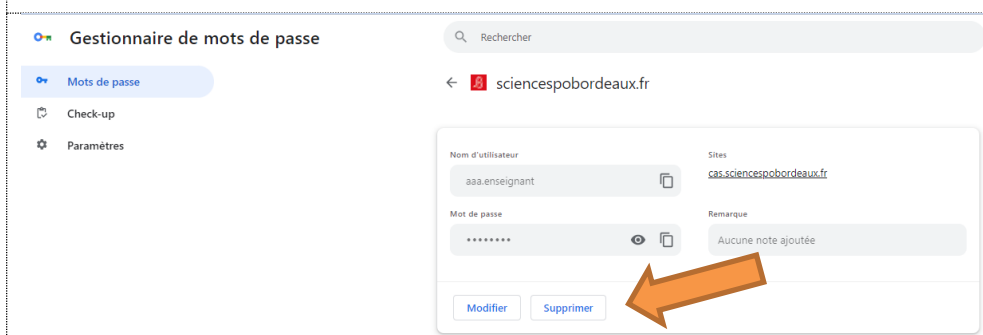 Gestionnaire de mots de passe
Rechercher
Mots de passe
sciencespobordeaux.fr
Check-up
Paramètres
Nom d'utilisateur
Sites
aaa.enseignant
cas.sciencespobordeaux.fr
Mot de passe
Remarque
••••••••
Aucune note ajoutée
Modifier
Supprimer